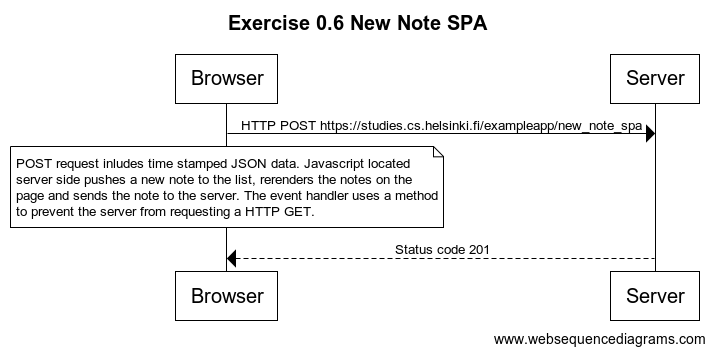 Exercise 0.6 New Note SPA
Browser
Server
HTTP POST https://studies.cs.helsinki.fi/exampleapp/new_note_spa
POST request inludes time stamped JSON data. Javascript located
server side pushes a new note to the list, rerenders the notes on the
page and sends the note to the server. The event handler uses a method
to prevent the server from requesting a HTTP GET.
Status code 201
Browser
Server
www.websequencediagrams.com